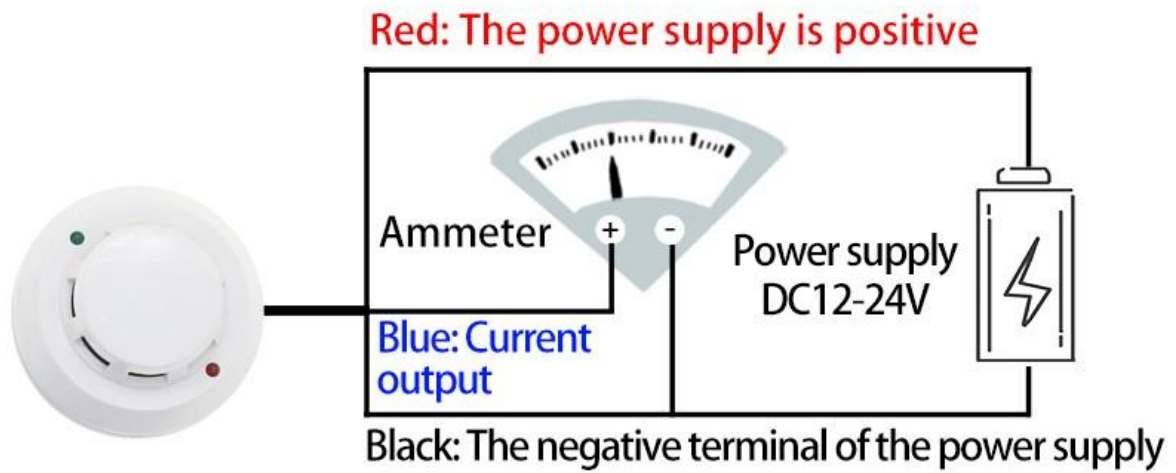 Red: The power supply is positive
Ammeter
+ -
Power supply
DC12-24V
Blue: Current
output
Black: The negative terminal of the power supply